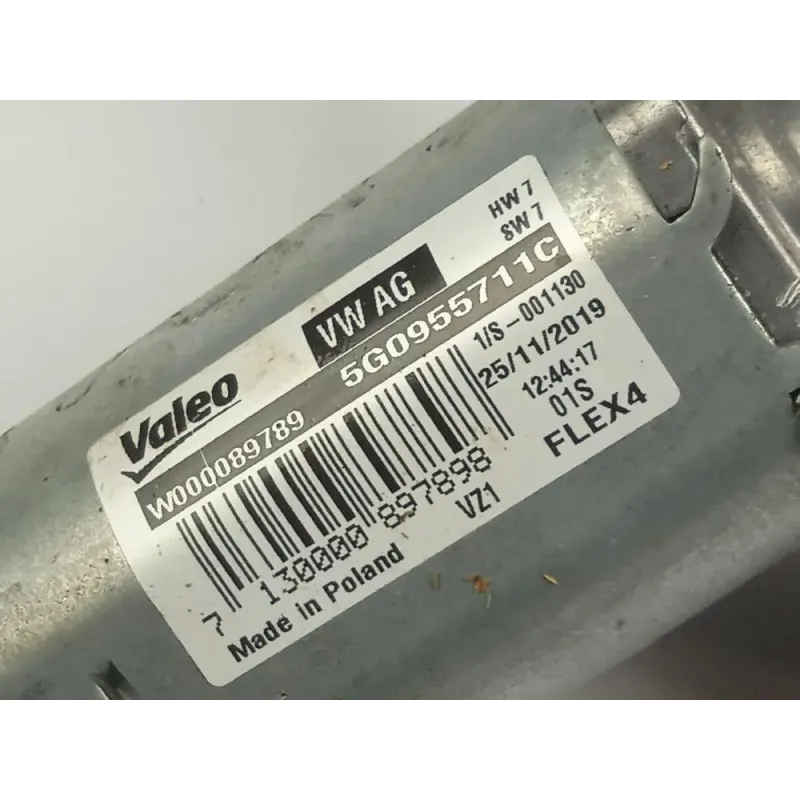 HW 7
SW 7
VW AG
Valeo
W000089789 5G0955711C
1/S-001130
25/11/2019
12:44:17
01S
FLEX4
7 130000 897898
VZ1
Made in Poland